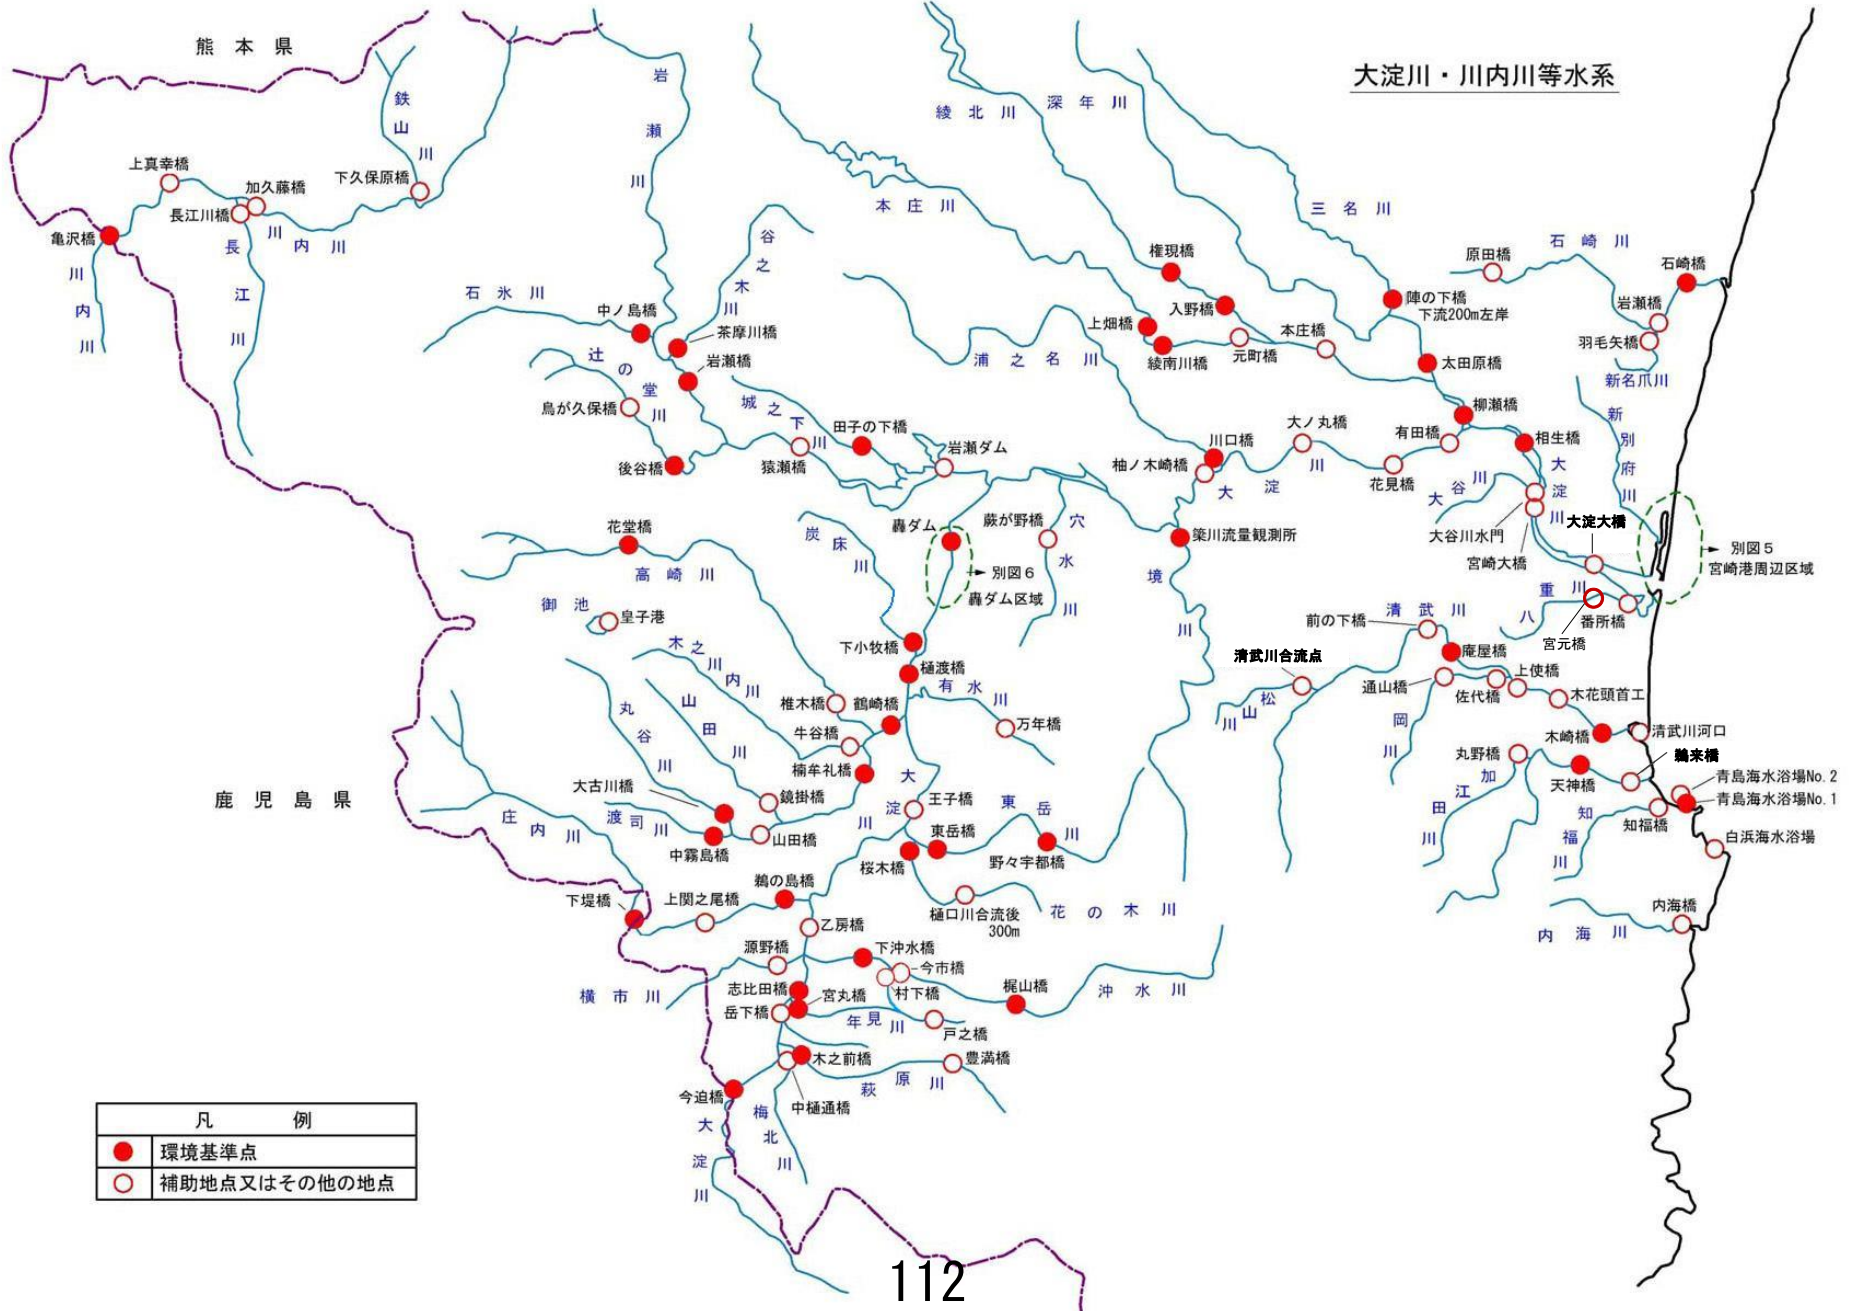 熊本県
大淀川・川内川等水系
鉄山川
岩瀬川
綾北川
深年川
上真幸橋
加久藤橋
下久保原橋
長江川橋
川内川
亀沢橋
川内川
長江川
本庄川
三名川
石崎川
原田橋
石崎橋
権現橋
谷之木川
石氷川
中ノ島橋
茶摩川橋
岩瀬橋
入野橋
陣の下橋
下流200m左岸
岩瀬橋
上畑橋
本庄橋
羽毛矢橋
辻の堂川
浦之名川
綾南川橋
元町橋
太田原橋
新名爪川
鳥が久保橋
城之下川
田子の下橋
柳瀬橋
新別府川
大ノ丸橋
有田橋
相生橋
後谷橋
猿瀬橋
岩瀬ダム
川口橋
柚ノ木崎橋
大淀川
花見橋
大谷川
大淀川
花堂橋
炭床川
轟ダム
蕨が野橋
穴水川
簗川流量観測所
大谷川水門
大淀大橋
宮崎大橋
別図5
宮崎港周辺区域
高崎川
別図6
轟ダム区域
境川
御池
皇子港
八重川
番所橋
宮元橋
清武川
前の下橋
木之川内川
下小牧橋
樋渡橋
清武川合流点
庵屋橋
有水川
通山橋
上使橋
佐代橋
木花頭首工
丸谷川
山田川
椎木橋
鶴崎橋
万年橋
松山川
岡川
牛谷橋
木崎橋
清武川河口
楠牟礼橋
大淀川
丸野橋
天神橋
鵜来橋
青島海水浴場No.2
青島海水浴場No.1
鹿児島県
大古川橋
鏡掛橋
王子橋
東岳川
加江田川
知福川
知福橋
庄内川
渡司川
中霧島橋
山田橋
東岳橋
桜木橋
野々宇都橋
白浜海水浴場
下堤橋
上関之尾橋
鵜の島橋
樋口川合流後
300m
花の木川
内海橋
内海川
乙房橋
源野橋
下沖水橋
今市橋
村下橋
横市川
志比田橋
宮丸橋
岳下橋
年見川
戸之橋
梶山橋
沖水川
木之前橋
豊満橋
萩原川
今迫橋
中樋通橋
大淀川
梅北川
凡例
環境基準点
補助地点又はその他の地点
112